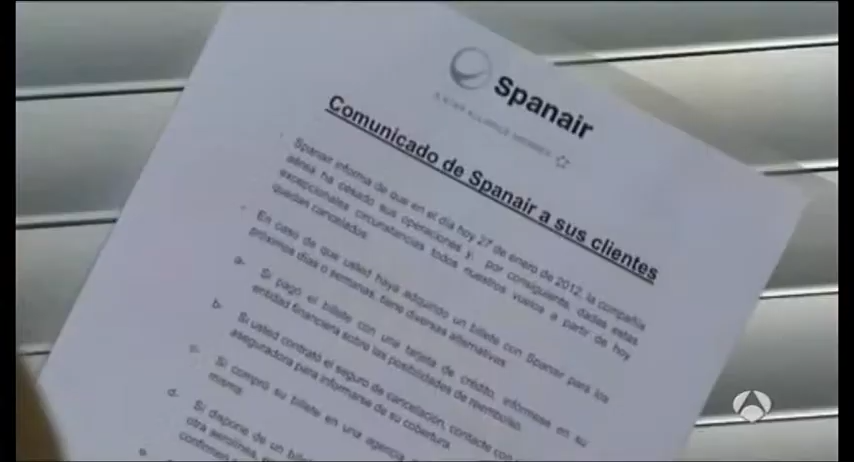 Spanair
A STAR ALLIANCE MEMBER
Comunicado de Spanair a sus clientes
Spanair informa de que en el día hoy 27 de enero de 2012, la compañía
aérea ha cesado sus operaciones y, por consiguiente, dadas estas
excepcionales circunstancias todos nuestros vuelos a partir de hoy
quedan cancelados.
En caso de que usted haya adquirido un billete con Spanair para los
próximos días o semanas, tiene diversas alternativas:
a- Si pagó el billete con una tarjeta de crédito, infórmese en su
entidad financiera sobre las posibilidades de reembolso.
b. Si usted contrató el seguro de cancelación, contacte con
aseguradora para informarse de su cobertura.
c- Si compró su billete en una agencia,
misma.
d. Si dispone de un
otra aerolínea,